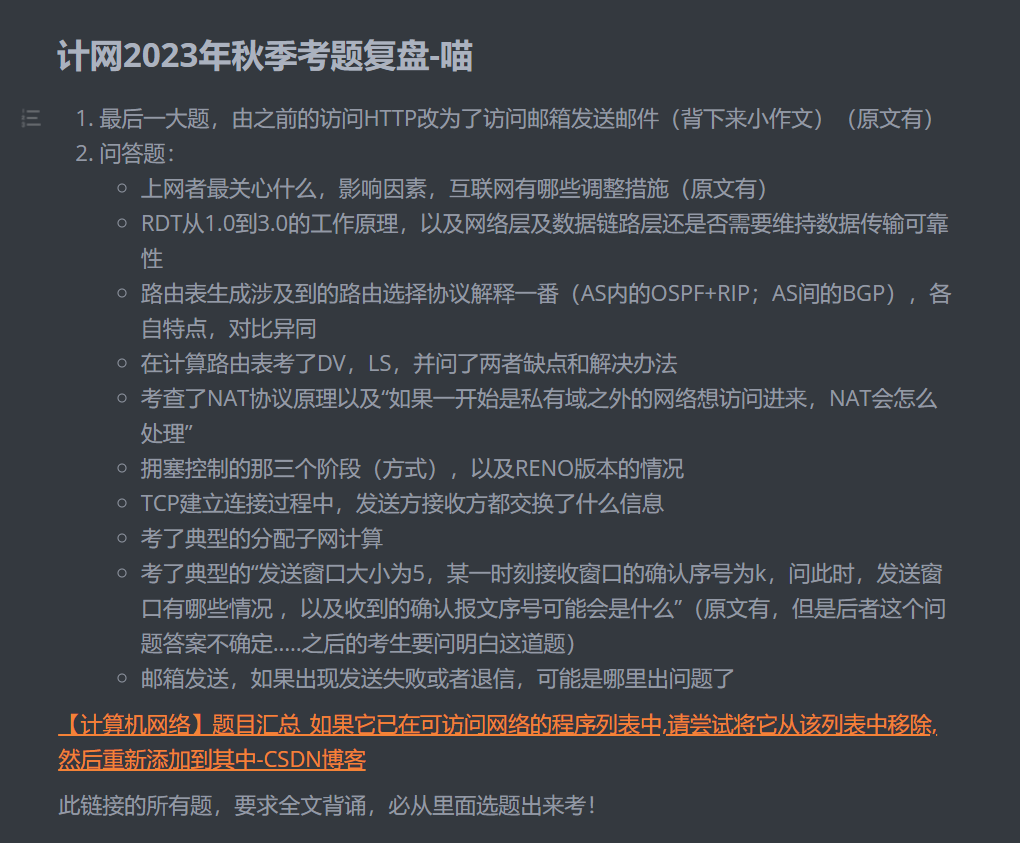 计网2023年秋季考题复盘-喵
1. 最后一大题，由之前的访问HTTP改为了访问邮箱发送邮件（背下来小作文）（原文有）
2. 问答题：
上网者最关心什么，影响因素，互联网有哪些调整措施（原文有）
RDT从1.0到3.0的工作原理，以及网络层及数据链路层还是否需要维持数据传输可靠
性
路由表生成涉及到的路由选择协议解释一番（AS内的OSPF+RIP；AS间的BGP），各
自特点，对比异同
在计算路由表考了DV，LS，并问了两者缺点和解决办法
考查了NAT协议原理以及“如果一开始是私有域之外的网络想访问进来，NAT会怎么
处理”
拥塞控制的那三个阶段（方式），以及RENO版本的情况
TCP建立连接过程中，发送方接收方都交换了什么信息
考了典型的分配子网计算
考了典型的“发送窗口大小为5，某一时刻接收窗口的确认序号为k，问此时，发送窗
口有哪些情况 ，以及收到的确认报文序号可能会是什么”（原文有，但是后者这个问
题答案不确定.....之后的考生要问明白这道题）
邮箱发送，如果出现发送失败或者退信，可能是哪里出问题了
【计算机网络】题目汇总_如果它已在可访问网络的程序列表中,请尝试将它从该列表中移除,
然后重新添加到其中-CSDN博客
此链接的所有题，要求全文背诵，必从里面选题出来考！